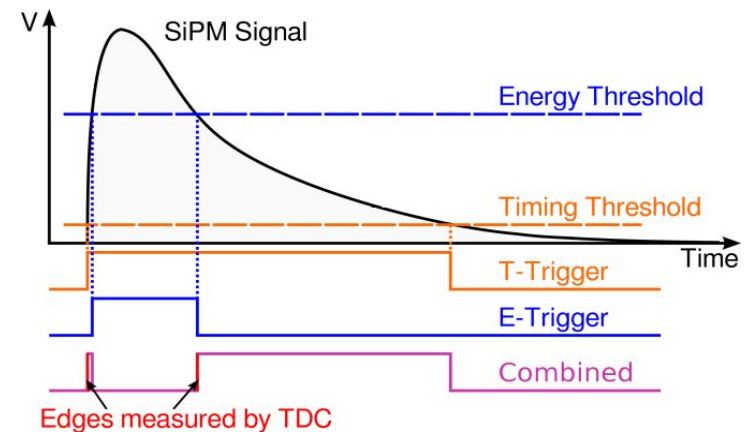 V
SiPM Signal
Energy Threshold
Timing Threshold
Time
T-Trigger
E-Trigger
Combined
Edges measured by TDC